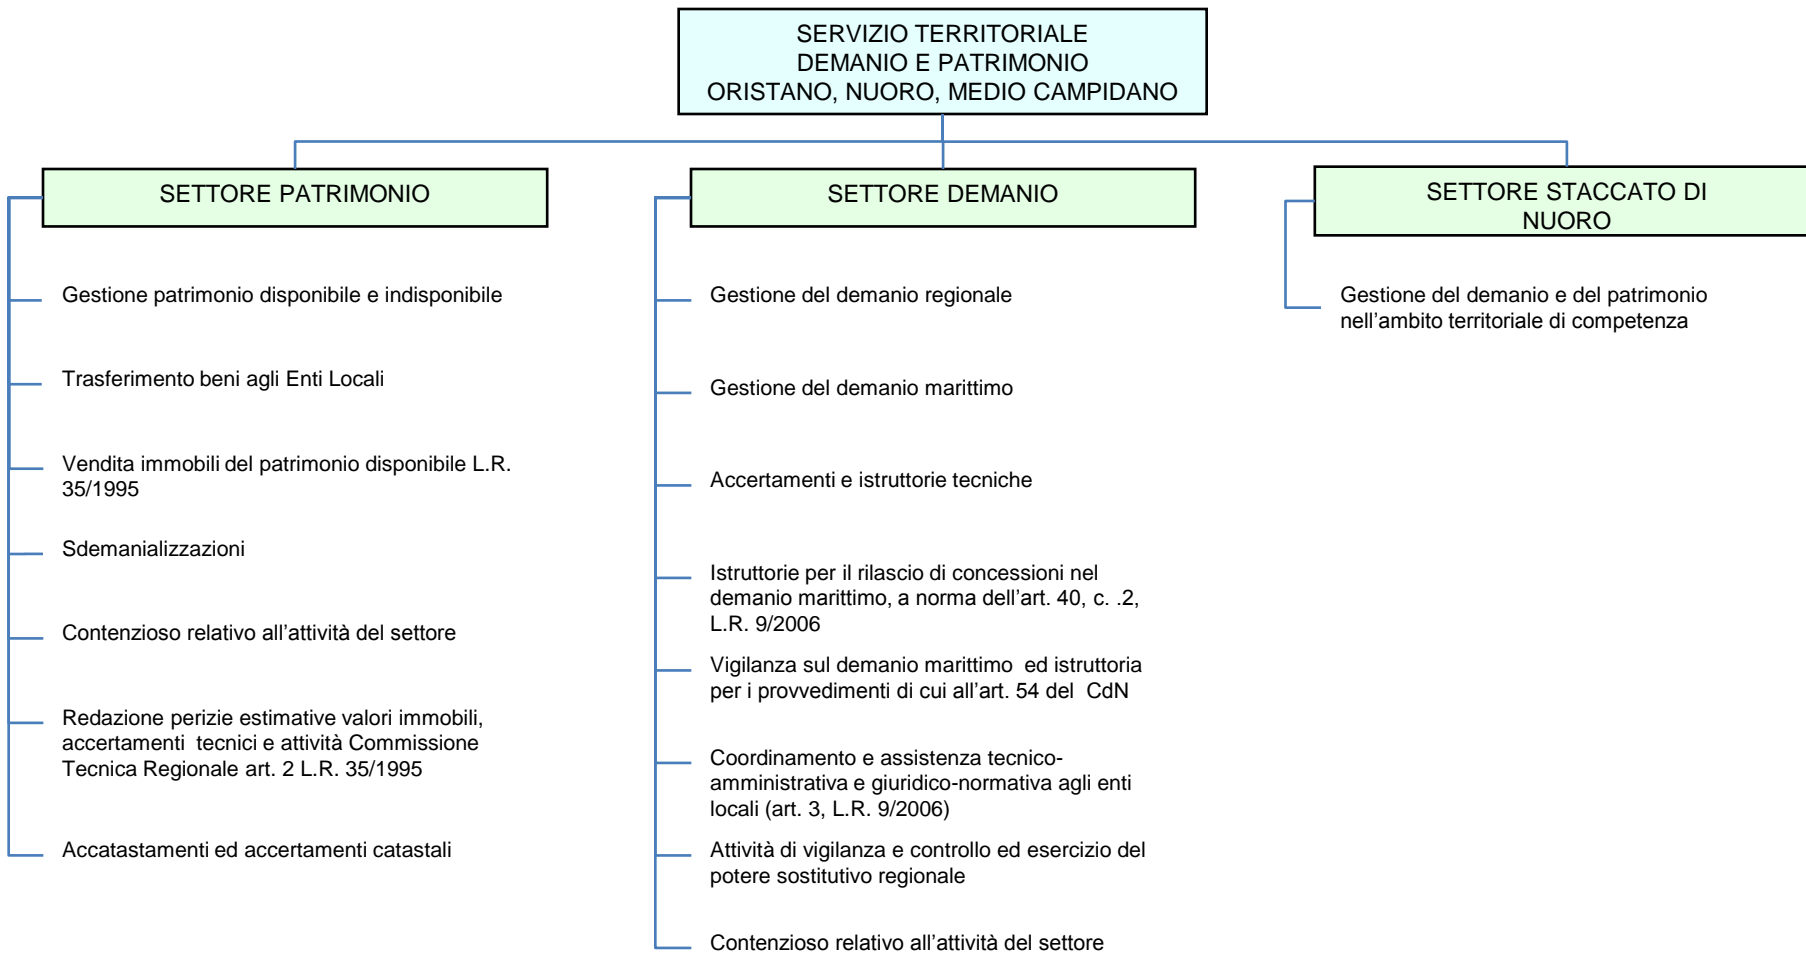 SERVIZIO TERRITORIALE
DEMANIO E PATRIMONIO
ORISTANO, NUORO, MEDIO CAMPIDANO
SETTORE PATRIMONIO
Gestione patrimonio disponibile e indisponibile
Trasferimento beni agli Enti Locali
Vendita immobili del patrimonio disponibile L.R.
35/1995
Sdemanializzazioni
Contenzioso relativo all'attività del settore
Redazione perizie estimative valori immobili,
accertamenti tecnici e attività Commissione
Tecnica Regionale art. 2 L.R. 35/1995
Accatastamenti ed accertamenti catastali
SETTORE DEMANIO
Gestione del demanio regionale
Gestione del demanio marittimo
Accertamenti e istruttorie tecniche
Istruttorie per il rilascio di concessioni nel
demanio marittimo, a norma dell'art. 40, c. .2,
L.R. 9/2006
Vigilanza sul demanio marittimo ed istruttoria
per i provvedimenti di cui all'art. 54 del CdN
Coordinamento e assistenza tecnico-
amministrativa e giuridico-normativa agli enti
locali (art. 3, L.R. 9/2006)
Attività di vigilanza e controllo ed esercizio del
potere sostitutivo regionale
Contenzioso relativo all'attività del settore
SETTORE STACCATO DI
NUORO
Gestione del demanio e del patrimonio
nell'ambito territoriale di competenza